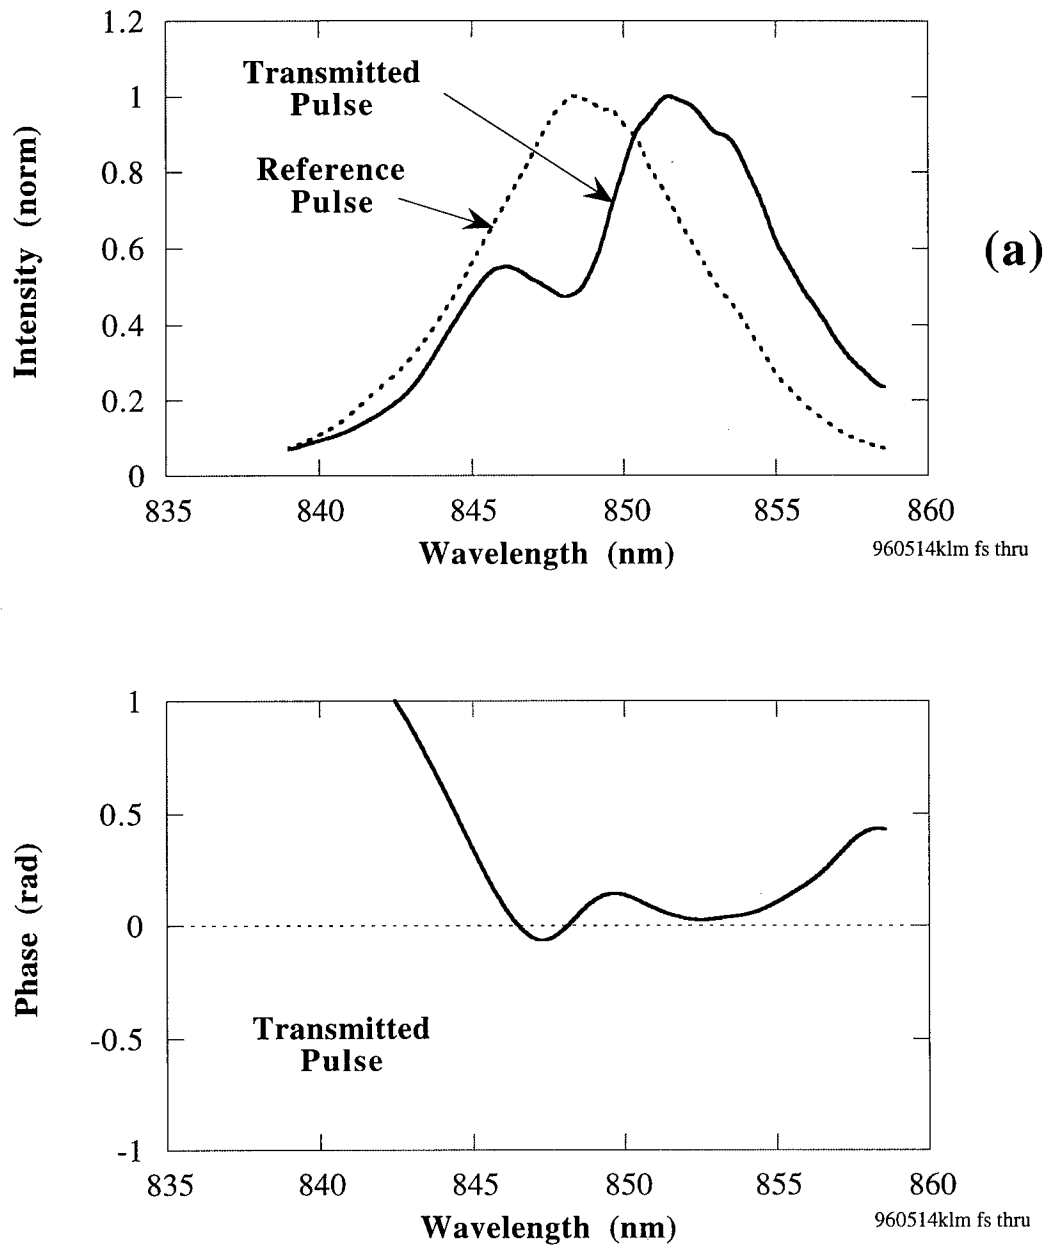 1.2
1
0.8
0.6
0.4
0.2
0
Intensity (norm)
Transmitted
Pulse
Reference
Pulse
(a)
835 840 845 850 855 860
Wavelength (nm)
960514klm fs thru
1
0.5
0
-0.5
-1
Phase (rad)
Transmitted
Pulse
835 840 845 850 855 860
Wavelength (nm)
960514klm fs thru